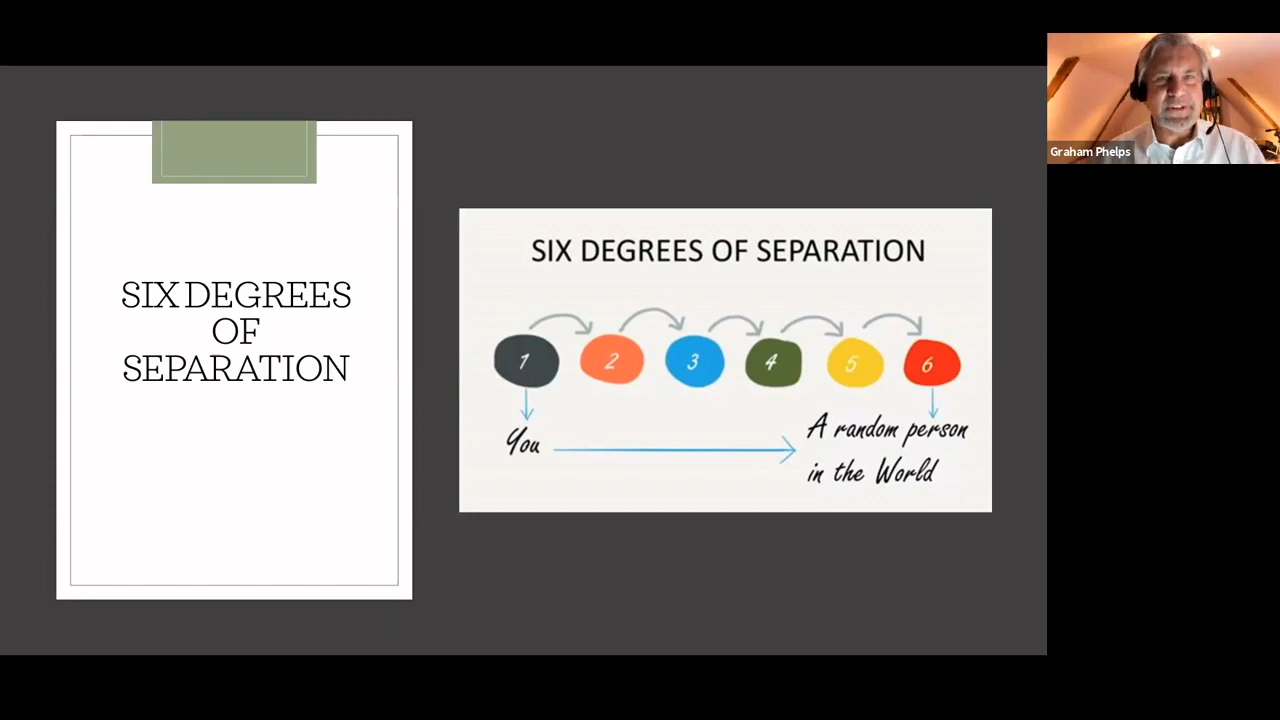 SIX DEGREES
OF
SEPARATION
SIX DEGREES OF SEPARATION
1 2 3 4 5 6
You
A random person
in the World
Graham Phelps